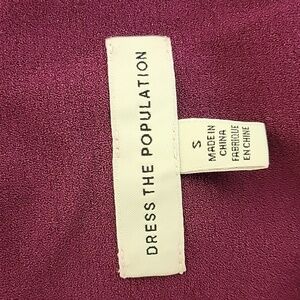 DRESS THE POPULATION
S
MADE IN
CHINA
FABRIQUÉ
EN CHINE